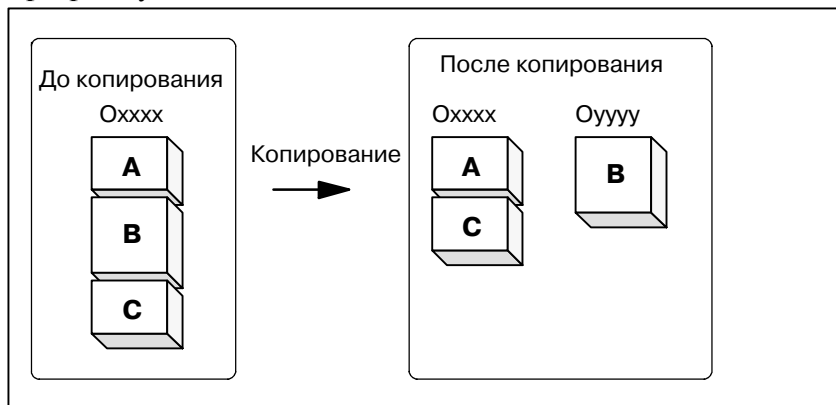 До копирования
Oxxxx
A
B
C
Копирование
После копирования
Oxxxx
A
C
Oyyyy
B